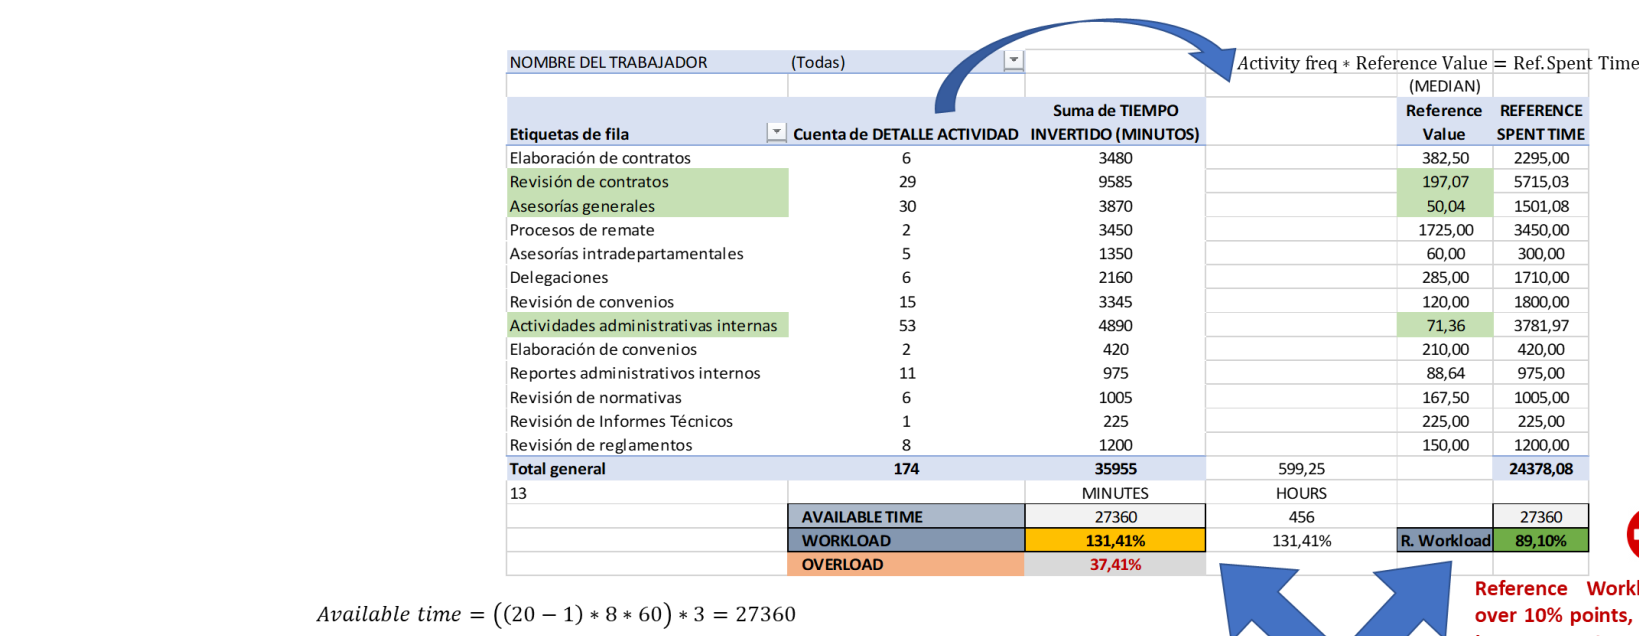 NOMBRE DEL TRABAJADOR (Todas) Activity freq * Reference Value = Ref. Spent Time
(MEDIAN)
Etiquetas de fila Cuenta de DETALLE ACTIVIDAD Suma de TIEMPO INVERTIDO (MINUTOS) Reference Value REFERENCE SPENT TIME
Elaboración de contratos 6 3480 382,50 2295,00
Revisión de contratos 29 9585 197,07 5715,03
Asesorías generales 30 3870 50,04 1501,08
Procesos de remate 2 3450 1725,00 3450,00
Asesorías intradepartamentales 5 1350 60,00 300,00
Delegaciones 6 2160 285,00 1710,00
Revisión de convenios 15 3345 120,00 1800,00
Actividades administrativas internas 53 4890 71,36 3781,97
Elaboración de convenios 2 420 210,00 420,00
Reportes administrativos internos 11 975 88,64 975,00
Revisión de normativas 6 1005 167,50 1005,00
Revisión de Informes Técnicos 1 225 225,00 225,00
Revisión de reglamentos 8 1200 150,00 1200,00
Total general 174 35955 599,25 24378,08
13 MINUTES HOURS
AVAILABLE TIME 27360 456 27360
WORKLOAD 131,41% 131,41% R. Workload 89,10%
OVERLOAD 37,41%
Reference Workl
over 10% points,
Available time = ((20 − 1) * 8 * 60) * 3 = 27360